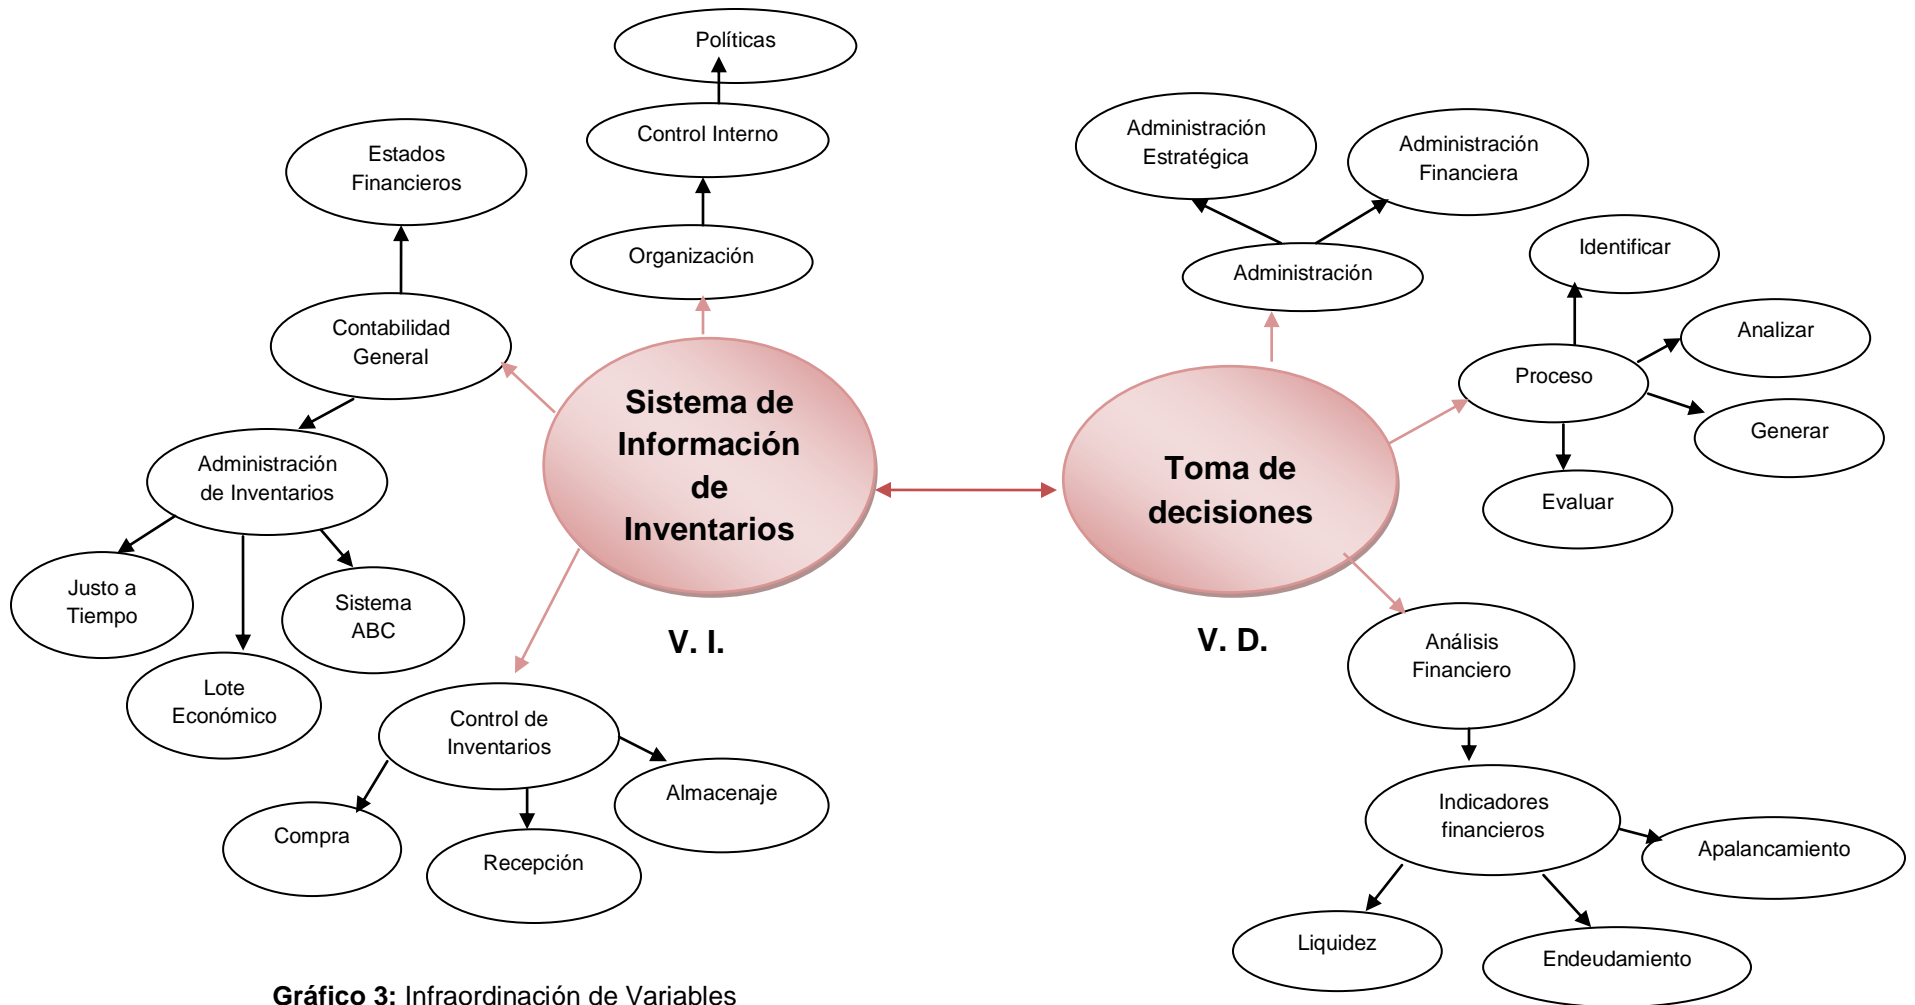 Políticas
Control Interno
Organización
Estados
Financieros
Contabilidad
General
Administración
de Inventarios
Justo a
Tiempo
Lote
Económico
Sistema
ABC
Sistema de
Información
de
Inventarios
V. I.
Control de
Inventarios
Compra
Recepción
Almacenaje
Administración
Estratégica
Administración
Financiera
Administración
Identificar
Analizar
Proceso
Generar
Evaluar
Toma de
decisiones
V. D.
Análisis
Financiero
Indicadores
financieros
Apalancamiento
Liquidez
Endeudamiento
Gráfico 3: Infraordinación de Variables